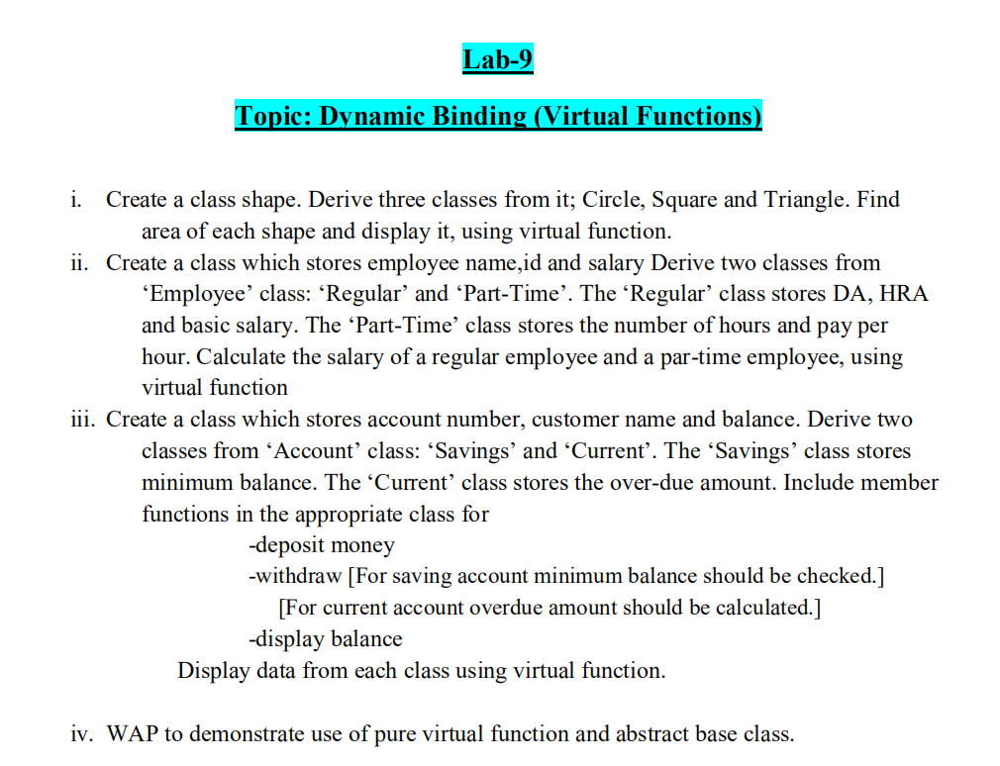 Lab-9
Topic: Dynamic Binding (Virtual Functions)
i. Create a class shape. Derive three classes from it; Circle, Square and Triangle. Find
area of each shape and display it, using virtual function.
ii. Create a class which stores employee name,id and salary Derive two classes from
‘Employee’ class: ‘Regular’ and ‘Part-Time’. The ‘Regular’ class stores DA, HRA
and basic salary. The ‘Part-Time’ class stores the number of hours and pay per
hour. Calculate the salary of a regular employee and a par-time employee, using
virtual function
iii. Create a class which stores account number, customer name and balance. Derive two
classes from ‘Account’ class: ‘Savings’ and ‘Current’. The ‘Savings’ class stores
minimum balance. The ‘Current’ class stores the over-due amount. Include member
functions in the appropriate class for
-deposit money
-withdraw [For saving account minimum balance should be checked.]
[For current account overdue amount should be calculated.]
-display balance
Display data from each class using virtual function.
iv. WAP to demonstrate use of pure virtual function and abstract base class.